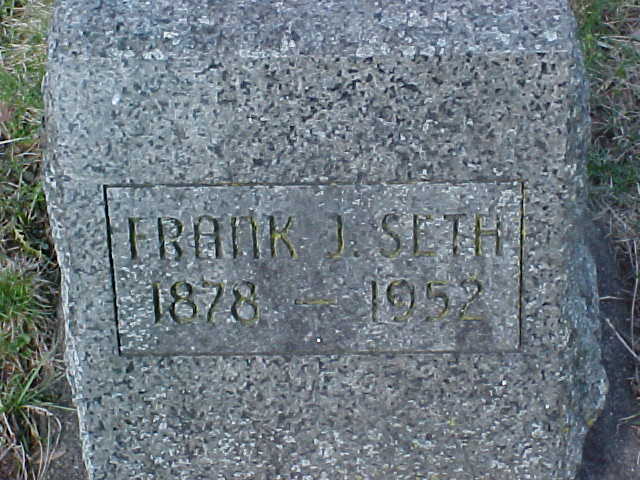 FRANK J. SETH
1878 — 1952